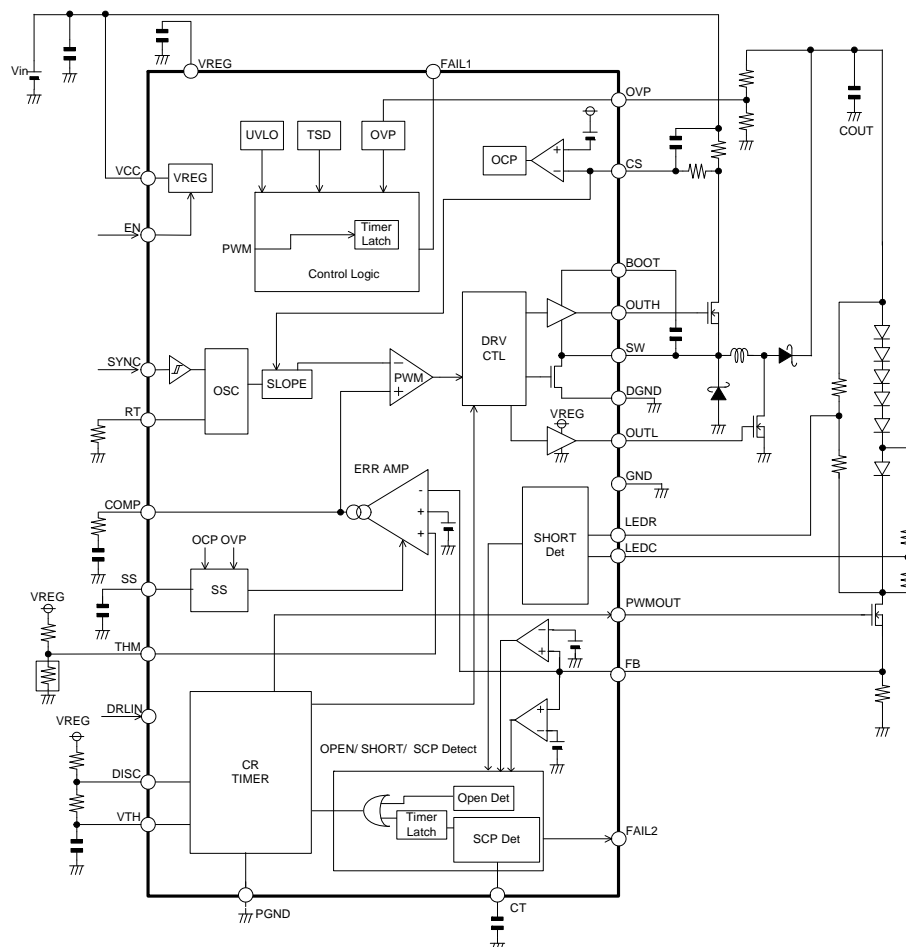 Vin
VREG
FAIL1
OVP
COUT
UVLO
TSD
OVP
OCP
+
−
CS
VCC
VREG
EN
PWM
Timer
Latch
Control Logic
BOOT
OUTH
DRV
CTL
SW
SYNC
OSC
SLOPE
−
PWM
+
DGND
RT
VREG
OUTL
ERR AMP
GND
COMP
-
+
+
SHORT
Det
LEDR
LEDC
OCP OVP
SS
SS
VREG
PWMOUT
THM
−
+
FB
DRLIN
VREG
+
−
CR
TIMER
OPEN/ SHORT/ SCP Detect
DISC
Open Det
VTH
Timer
Latch
SCP Det
FAIL2
PGND
CT